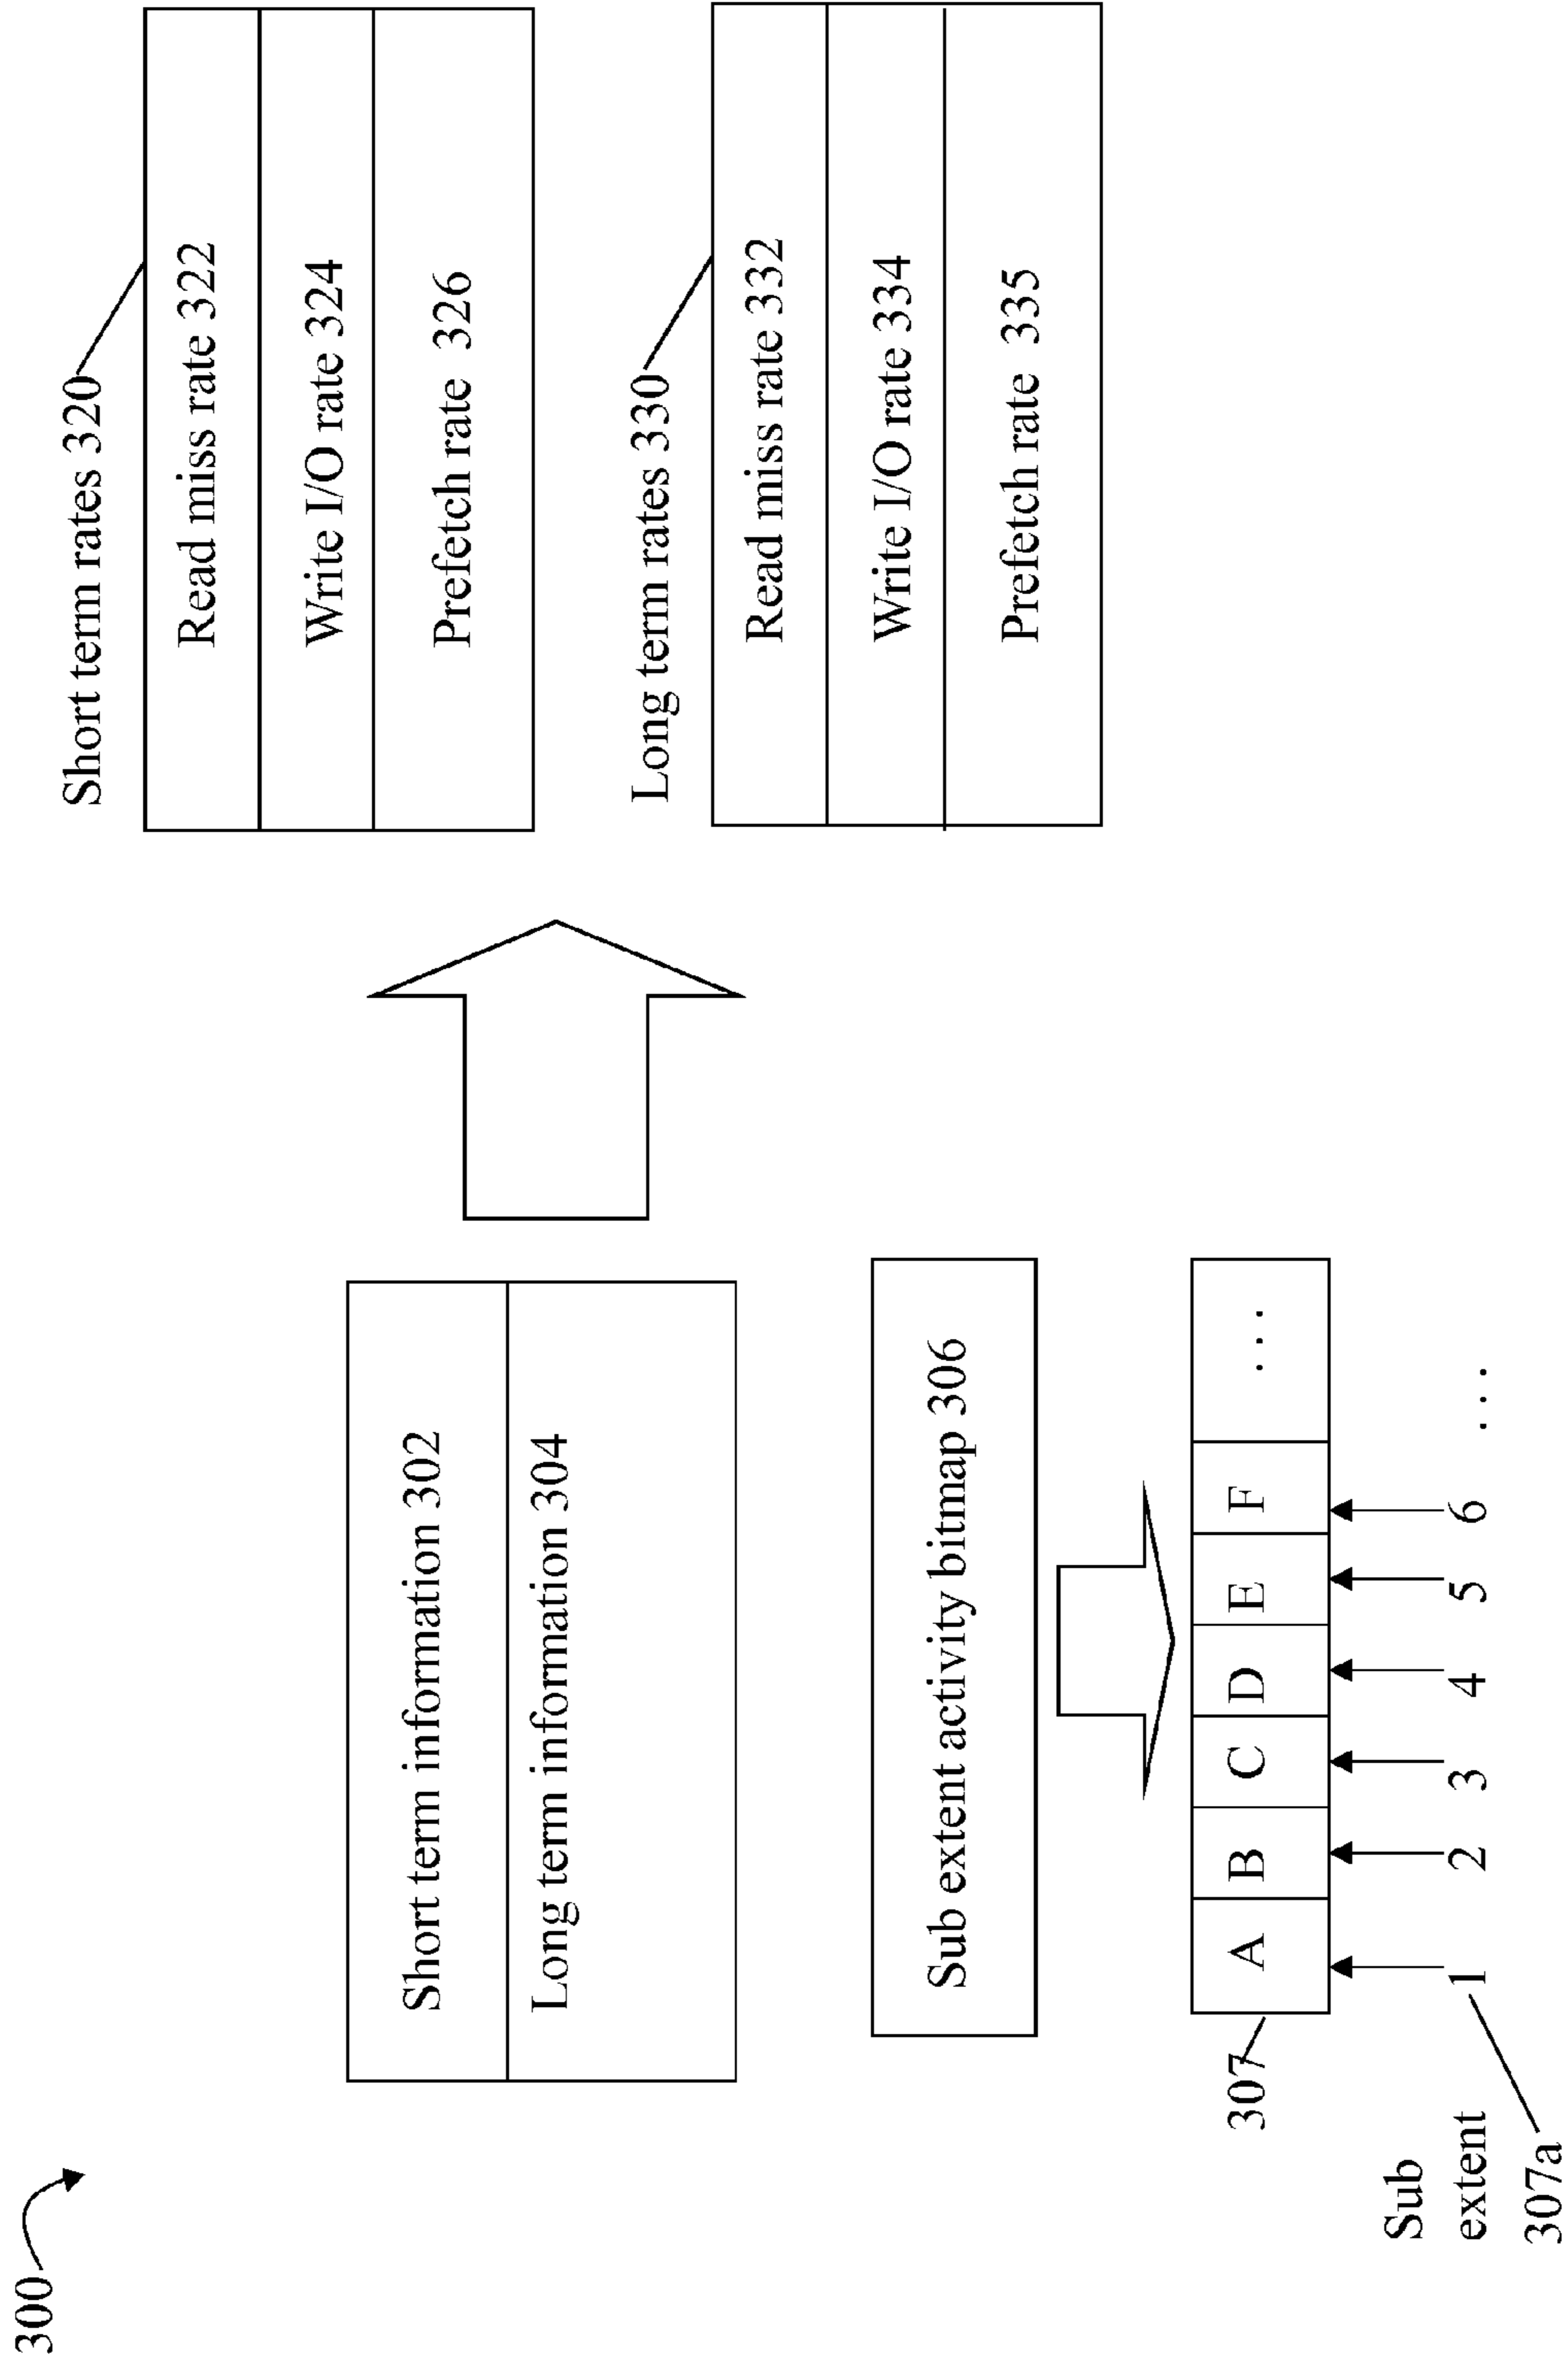 300
Short term rates 320
Read miss rate 322
Write I/O rate 324
Prefetch rate 326
Short term information 302
Long term information 304
Long term rates 330
Read miss rate 332
Write I/O rate 334
Prefetch rate 335
Sub extent activity bitmap 306
307
A B C D E F ...
Sub
extent
1 2 3 4 5 6 ...
307a